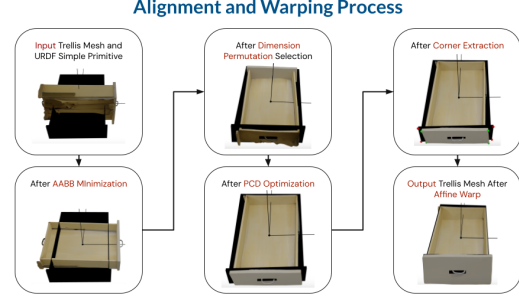 Alignment and Warping Process
Input Trellis Mesh and
URDF Simple Primitive
After AABB MInimization
After Dimension
Permutation Selection
After PCD Optimization
After Corner Extraction
Output Trellis Mesh After
Affine Warp